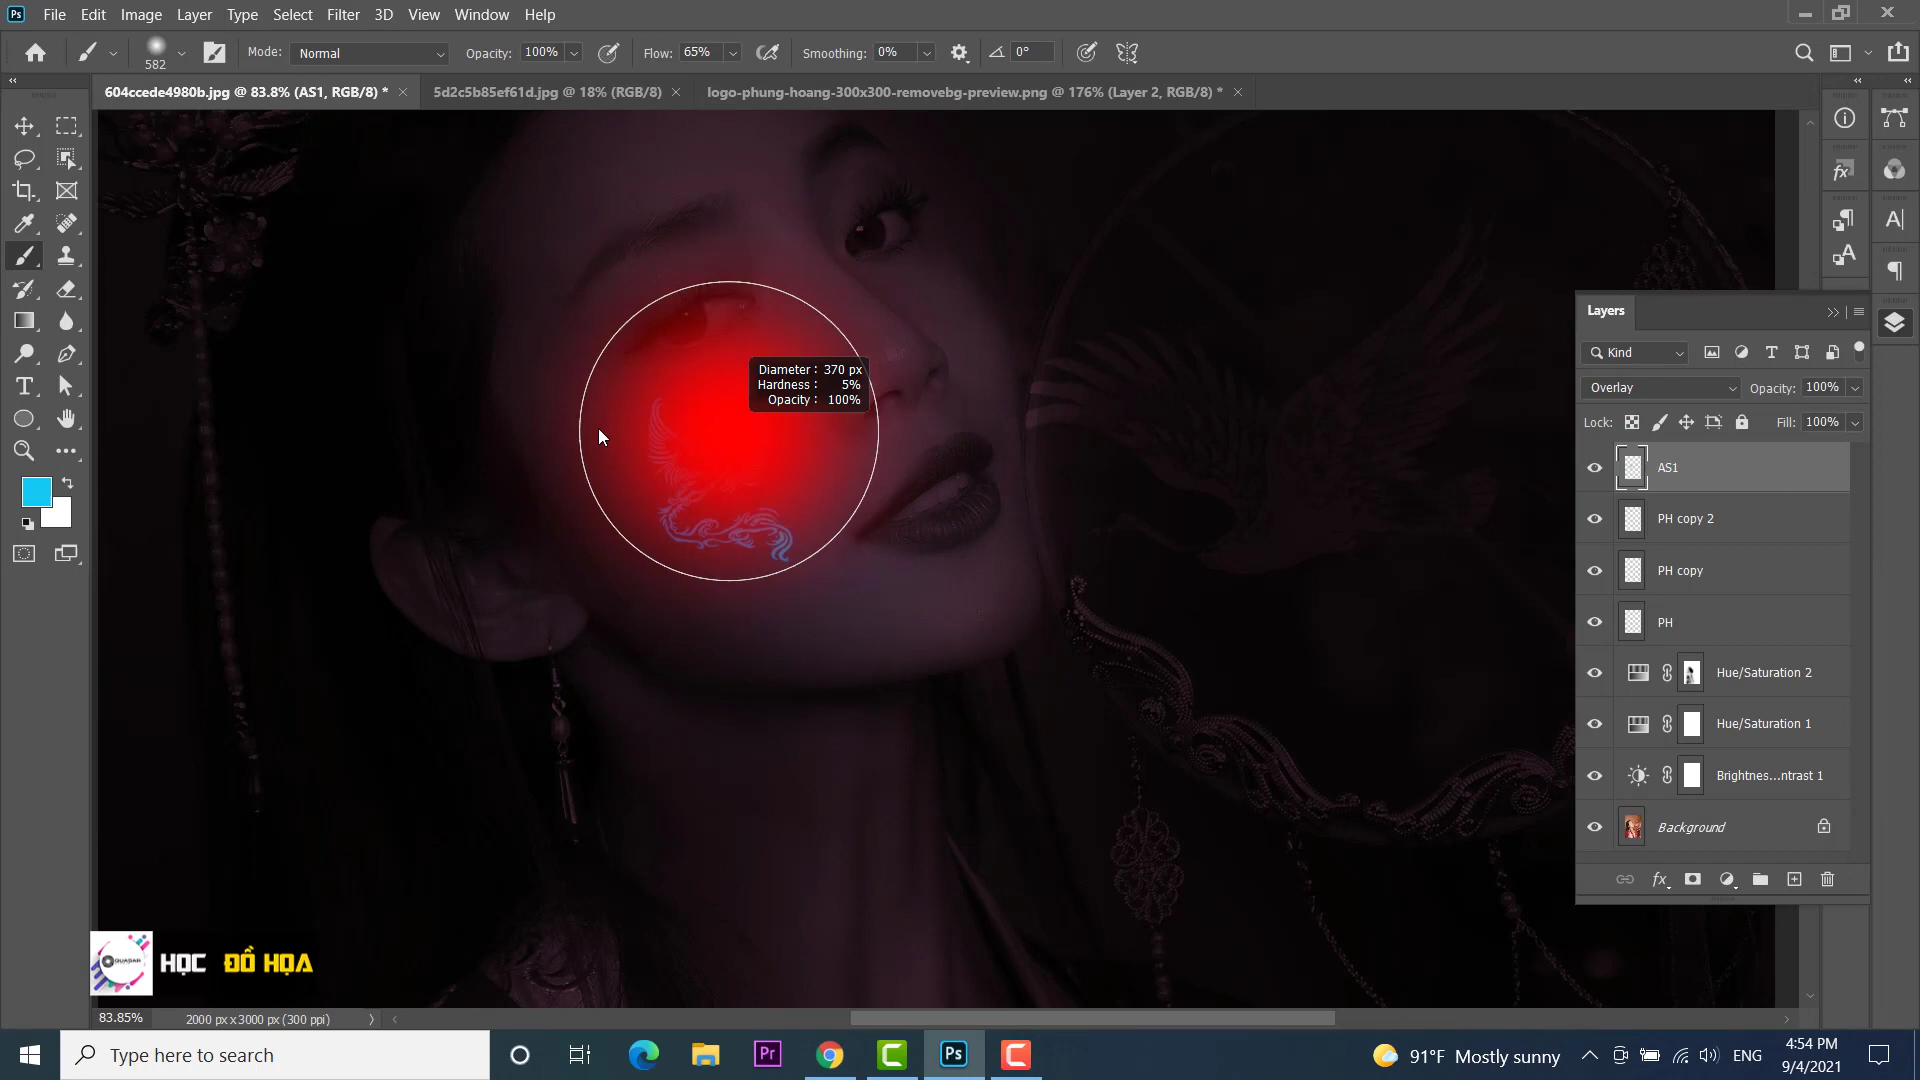 File Edit Image Layer Type Select Filter 3D View Window Help
582 Mode: Normal Opacity: 100% Flow: 65% Smoothing: 0% 0°
604ccede4980b.jpg @ 83.8% (AS1, RGB/8) * 5d2c5b85ef61d.jpg @ 18% (RGB/8) logo-phung-hoang-300x300-removebg-preview.png @ 176% (Layer 2, RGB/8) *
Diameter : 370 px
Hardness : 5%
Opacity : 100%
Layers
Kind
Overlay Opacity: 100%
Lock: Fill: 100%
AS1
PH copy 2
PH copy
PH
Hue/Saturation 2
Hue/Saturation 1
Brightnes...ntrast 1
Background
QUASAR
HỌC ĐỒ HỌA
83.85% 2000 px x 3000 px (300 ppi)
Type here to search
91°F Mostly sunny ENG 4:54 PM
9/4/2021